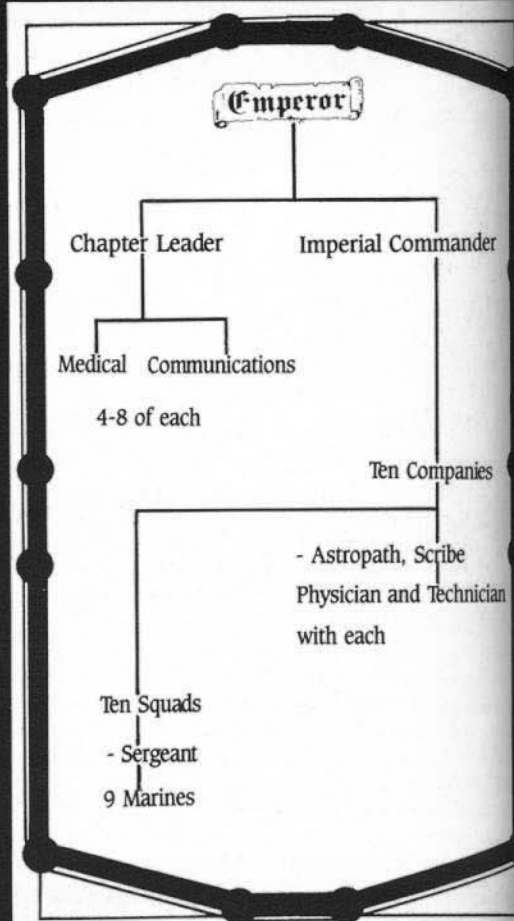 Emperor
Chapter Leader
Imperial Commander
Medical
Communications
4-8 of each
Ten Companies
- Astropath, Scribe
Physician and Technician
with each
Ten Squads
- Sergeant
9 Marines